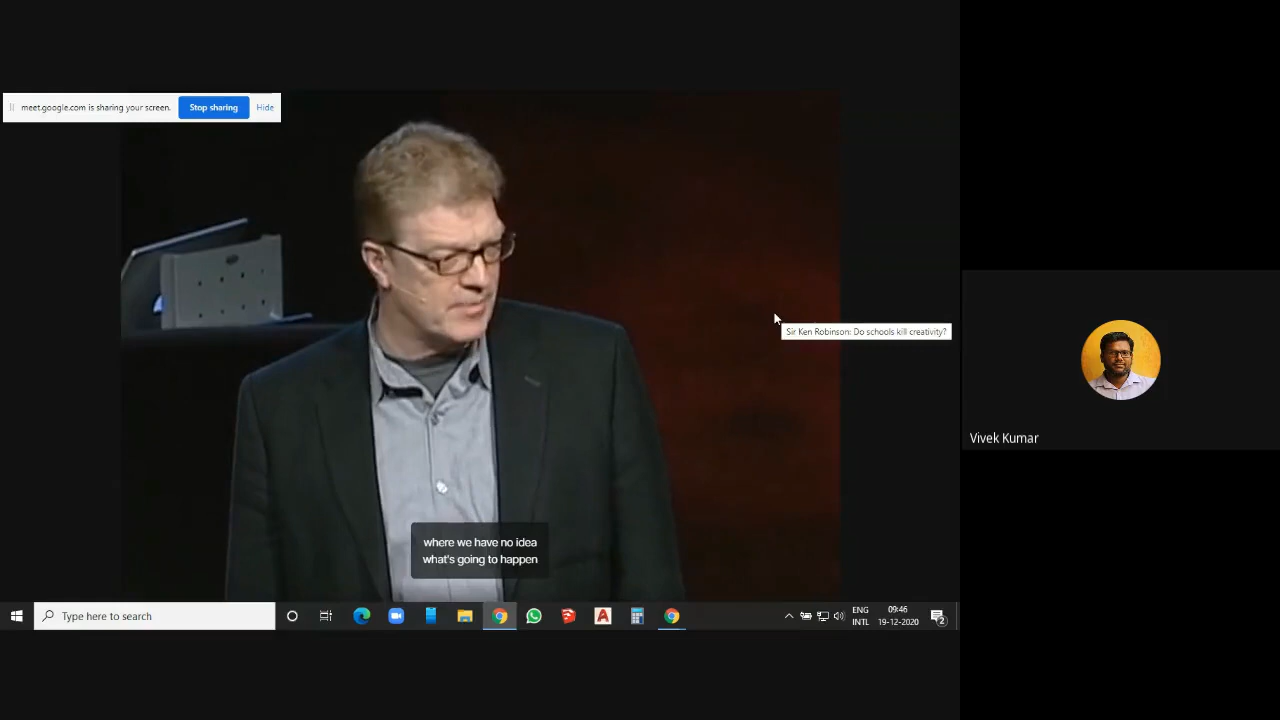 meet.google.com is sharing your screen.
Stop sharing
Hide
Sir Ken Robinson: Do schools kill creativity?
Vivek Kumar
where we have no idea
what's going to happen
Type here to search
A
ENG
INTL
09:46
19-12-2020
2